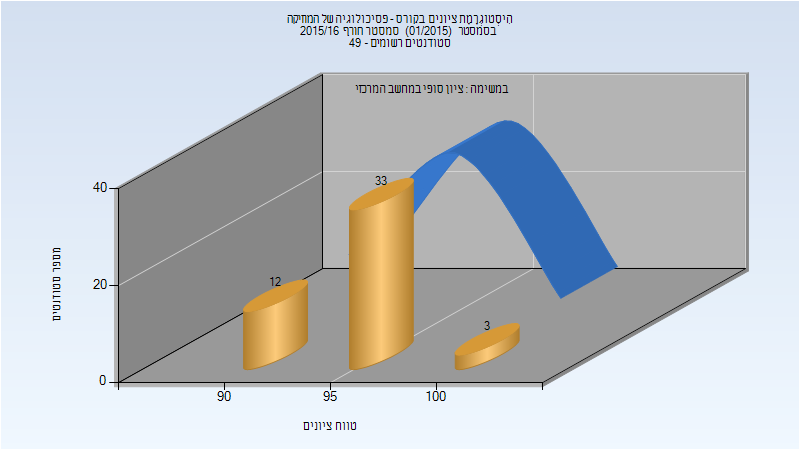 היסטוגרמת ציונים בקורס - פסיכולוגיה של המוזיקה
בסמסטר (01/2015) סמסטר חורף 2015/16
סטודנטים רשומים - 49
במשימה : ציון סופי במחשב המרכזי
33
40
12
20
3
0
90
95
100
מספר סטודנטים
טווח ציונים